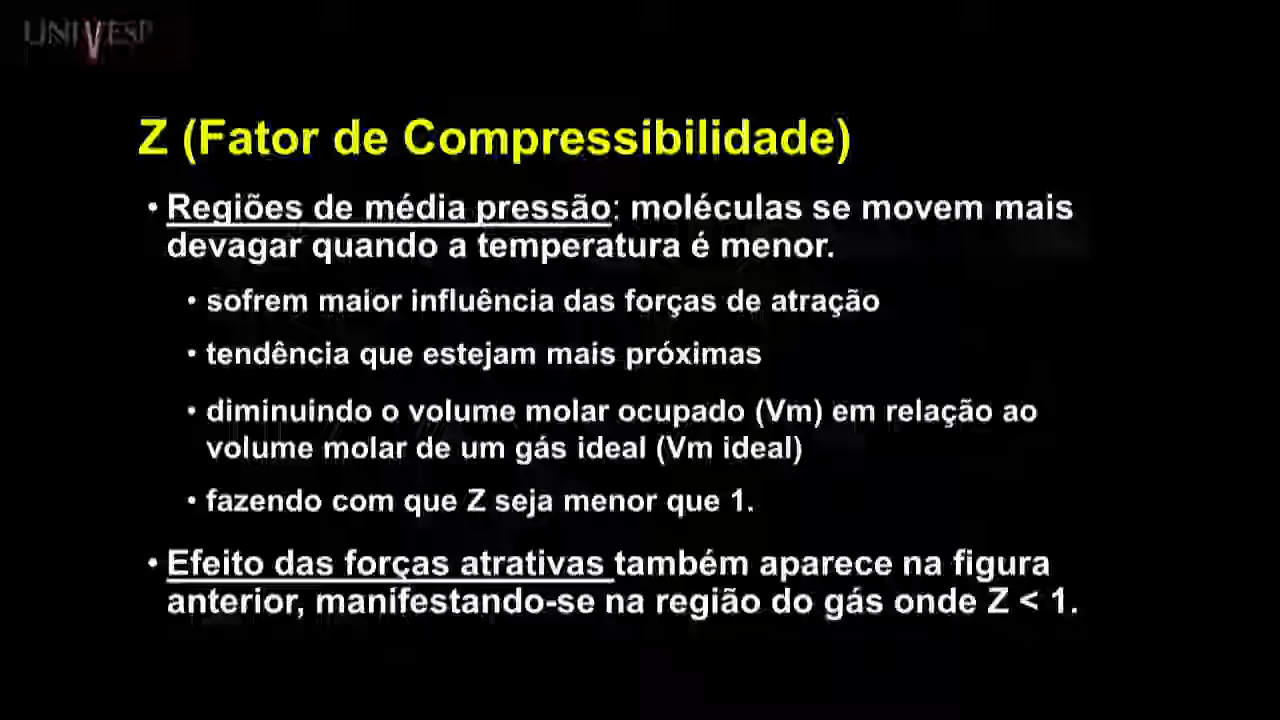 UNIVESP
Z (Fator de Compressibilidade)
• Regiões de média pressão: moléculas se movem mais
devagar quando a temperatura é menor.
• sofrem maior influência das forças de atração
• tendência que estejam mais próximas
• diminuindo o volume molar ocupado (Vm) em relação ao
volume molar de um gás ideal (Vm ideal)
• fazendo com que Z seja menor que 1.
• Efeito das forças atrativas também aparece na figura
anterior, manifestando-se na região do gás onde Z < 1.